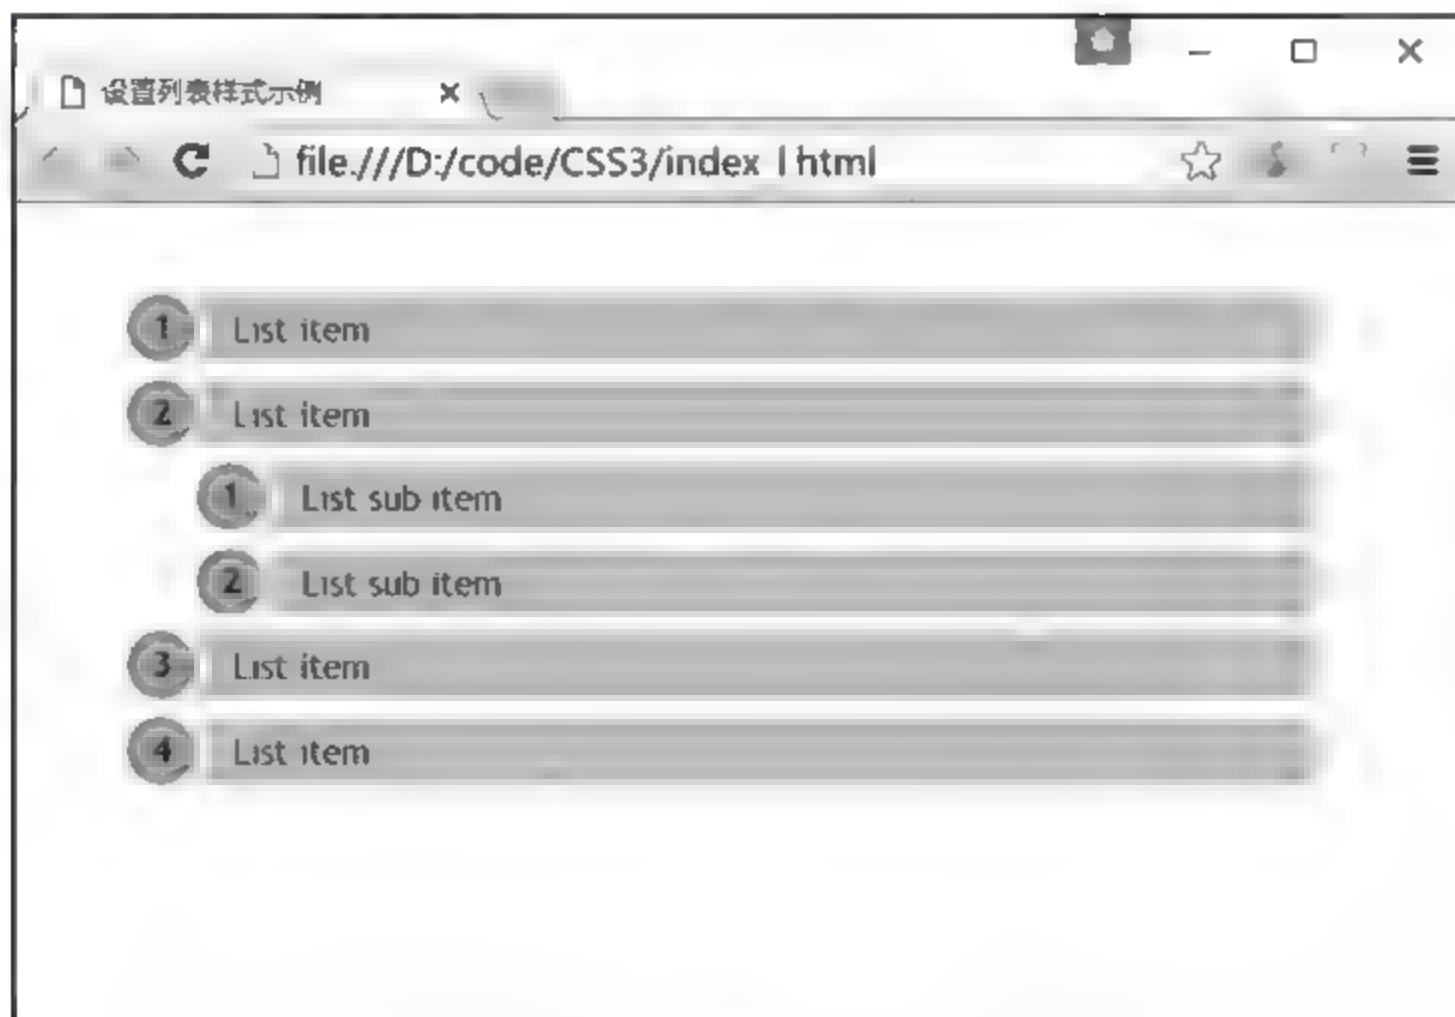 设置列表样式示例
file:///D:/code/CSS3/index 1 html
1 List item
2 List item
1 List sub item
2 List sub item
3 List item
4 List item